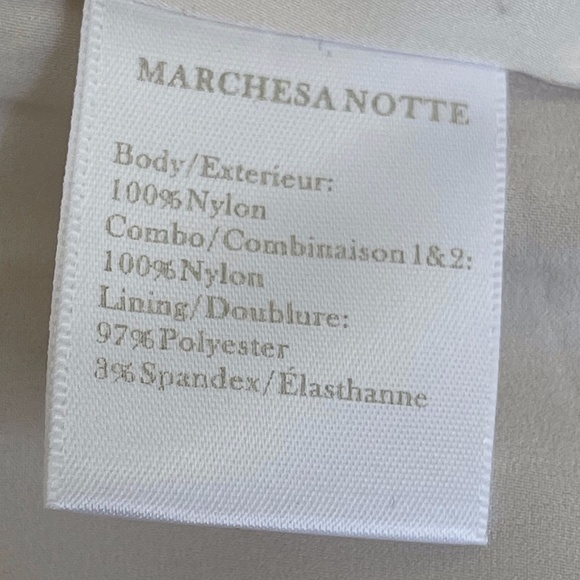 MARCHESA NOTTE
Body/Exterieur:
100% Nylon
Combo/Combinaison 1&2:
100% Nylon
Lining/Doublure:
97% Polyester
3% Spandex/Élasthanne